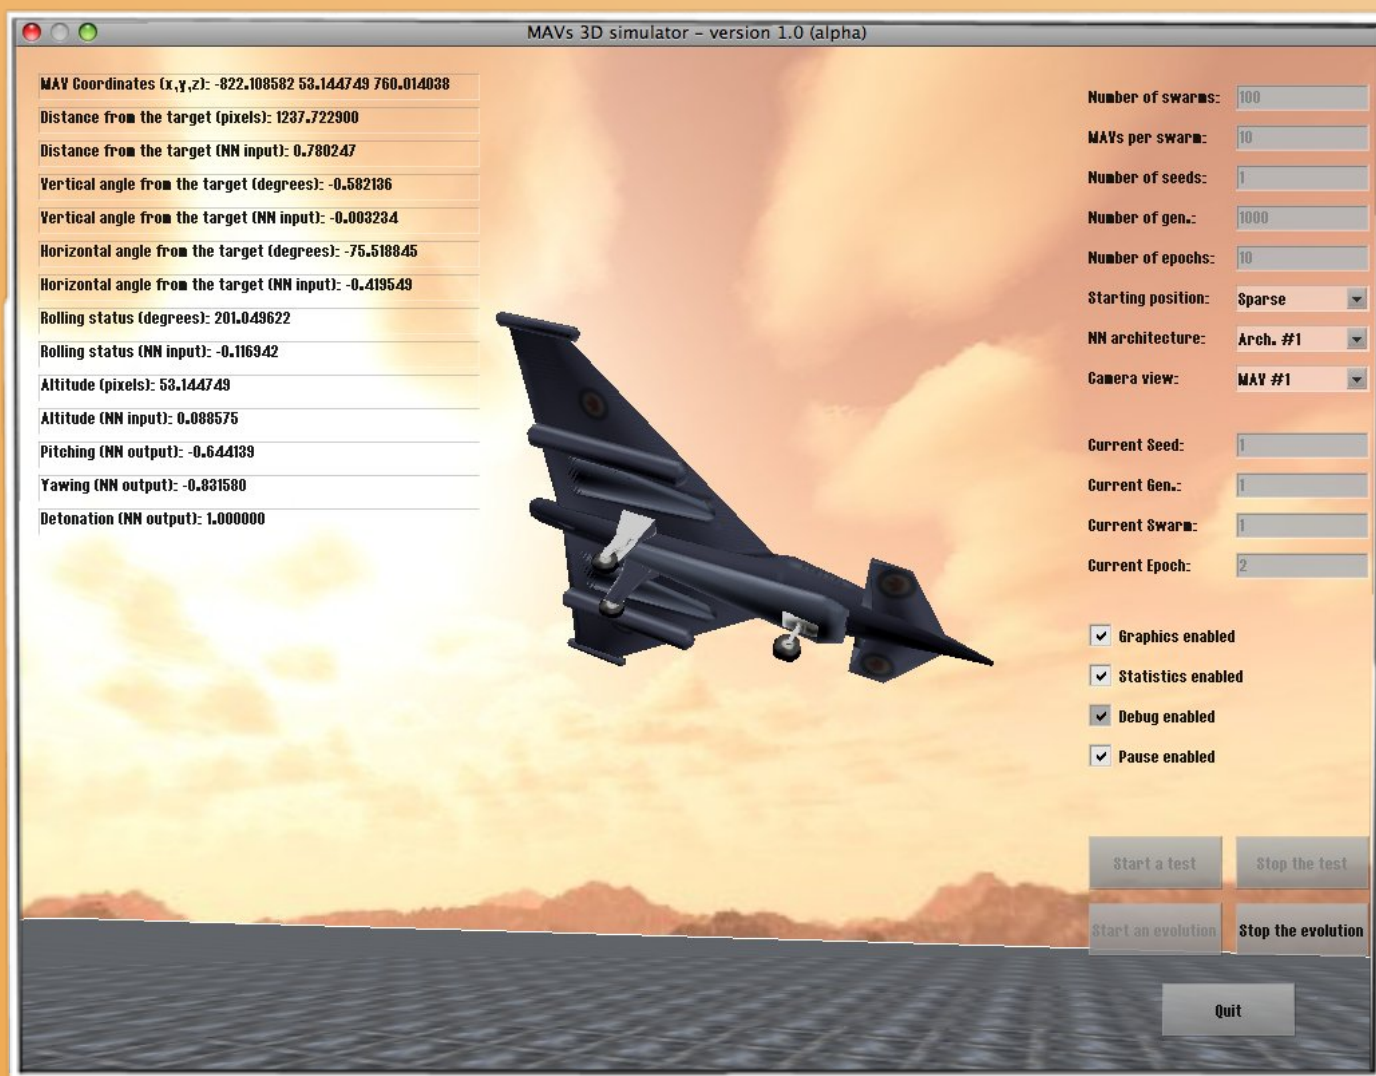 MAVs 3D simulator – version 1.0 (alpha)
MAV Coordinates (x,y,z): -822.108582 53.144749 760.014038
Distance from the target (pixels): 1237.722900
Distance from the target (NN input): 0.780247
Vertical angle from the target (degrees): -0.582136
Vertical angle from the target (NN input): -0.003234
Horizontal angle from the target (degrees): -75.518845
Horizontal angle from the target (NN input): -0.419549
Rolling status (degrees): 201.049622
Rolling status (NN input): -0.116942
Altitude (pixels): 53.144749
Altitude (NN input): 0.088575
Pitching (NN output): -0.644139
Yawing (NN output): -0.831580
Detonation (NN output): 1.000000
Number of swarms: 100
MAVs per swarm: 10
Number of seeds: 1
Number of gen.: 1000
Number of epochs: 10
Starting position: Sparse
NN architecture: Arch. #1
Camera view: MAV #1
Current Seed: 1
Current Gen.: 1
Current Swarm: 1
Current Epoch: 2
Graphics enabled
Statistics enabled
Debug enabled
Pause enabled
Start a test Stop the test
Start an evolution Stop the evolution
Quit